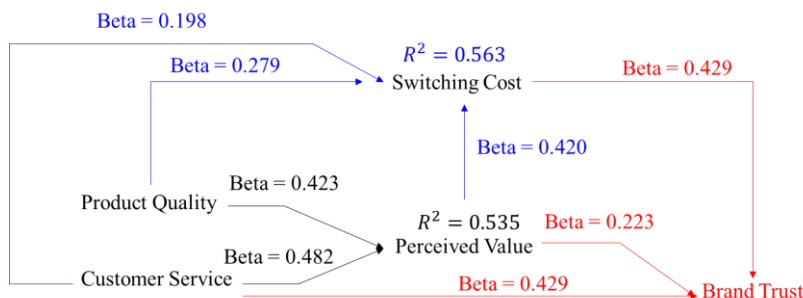 Beta = 0.198
R² = 0.563
Beta = 0.279
Beta = 0.429
Switching Cost
Beta = 0.420
Beta = 0.423
Product Quality
R² = 0.535
Beta = 0.223
Beta = 0.482
Perceived Value
Customer Service
Beta = 0.429
Brand Trust